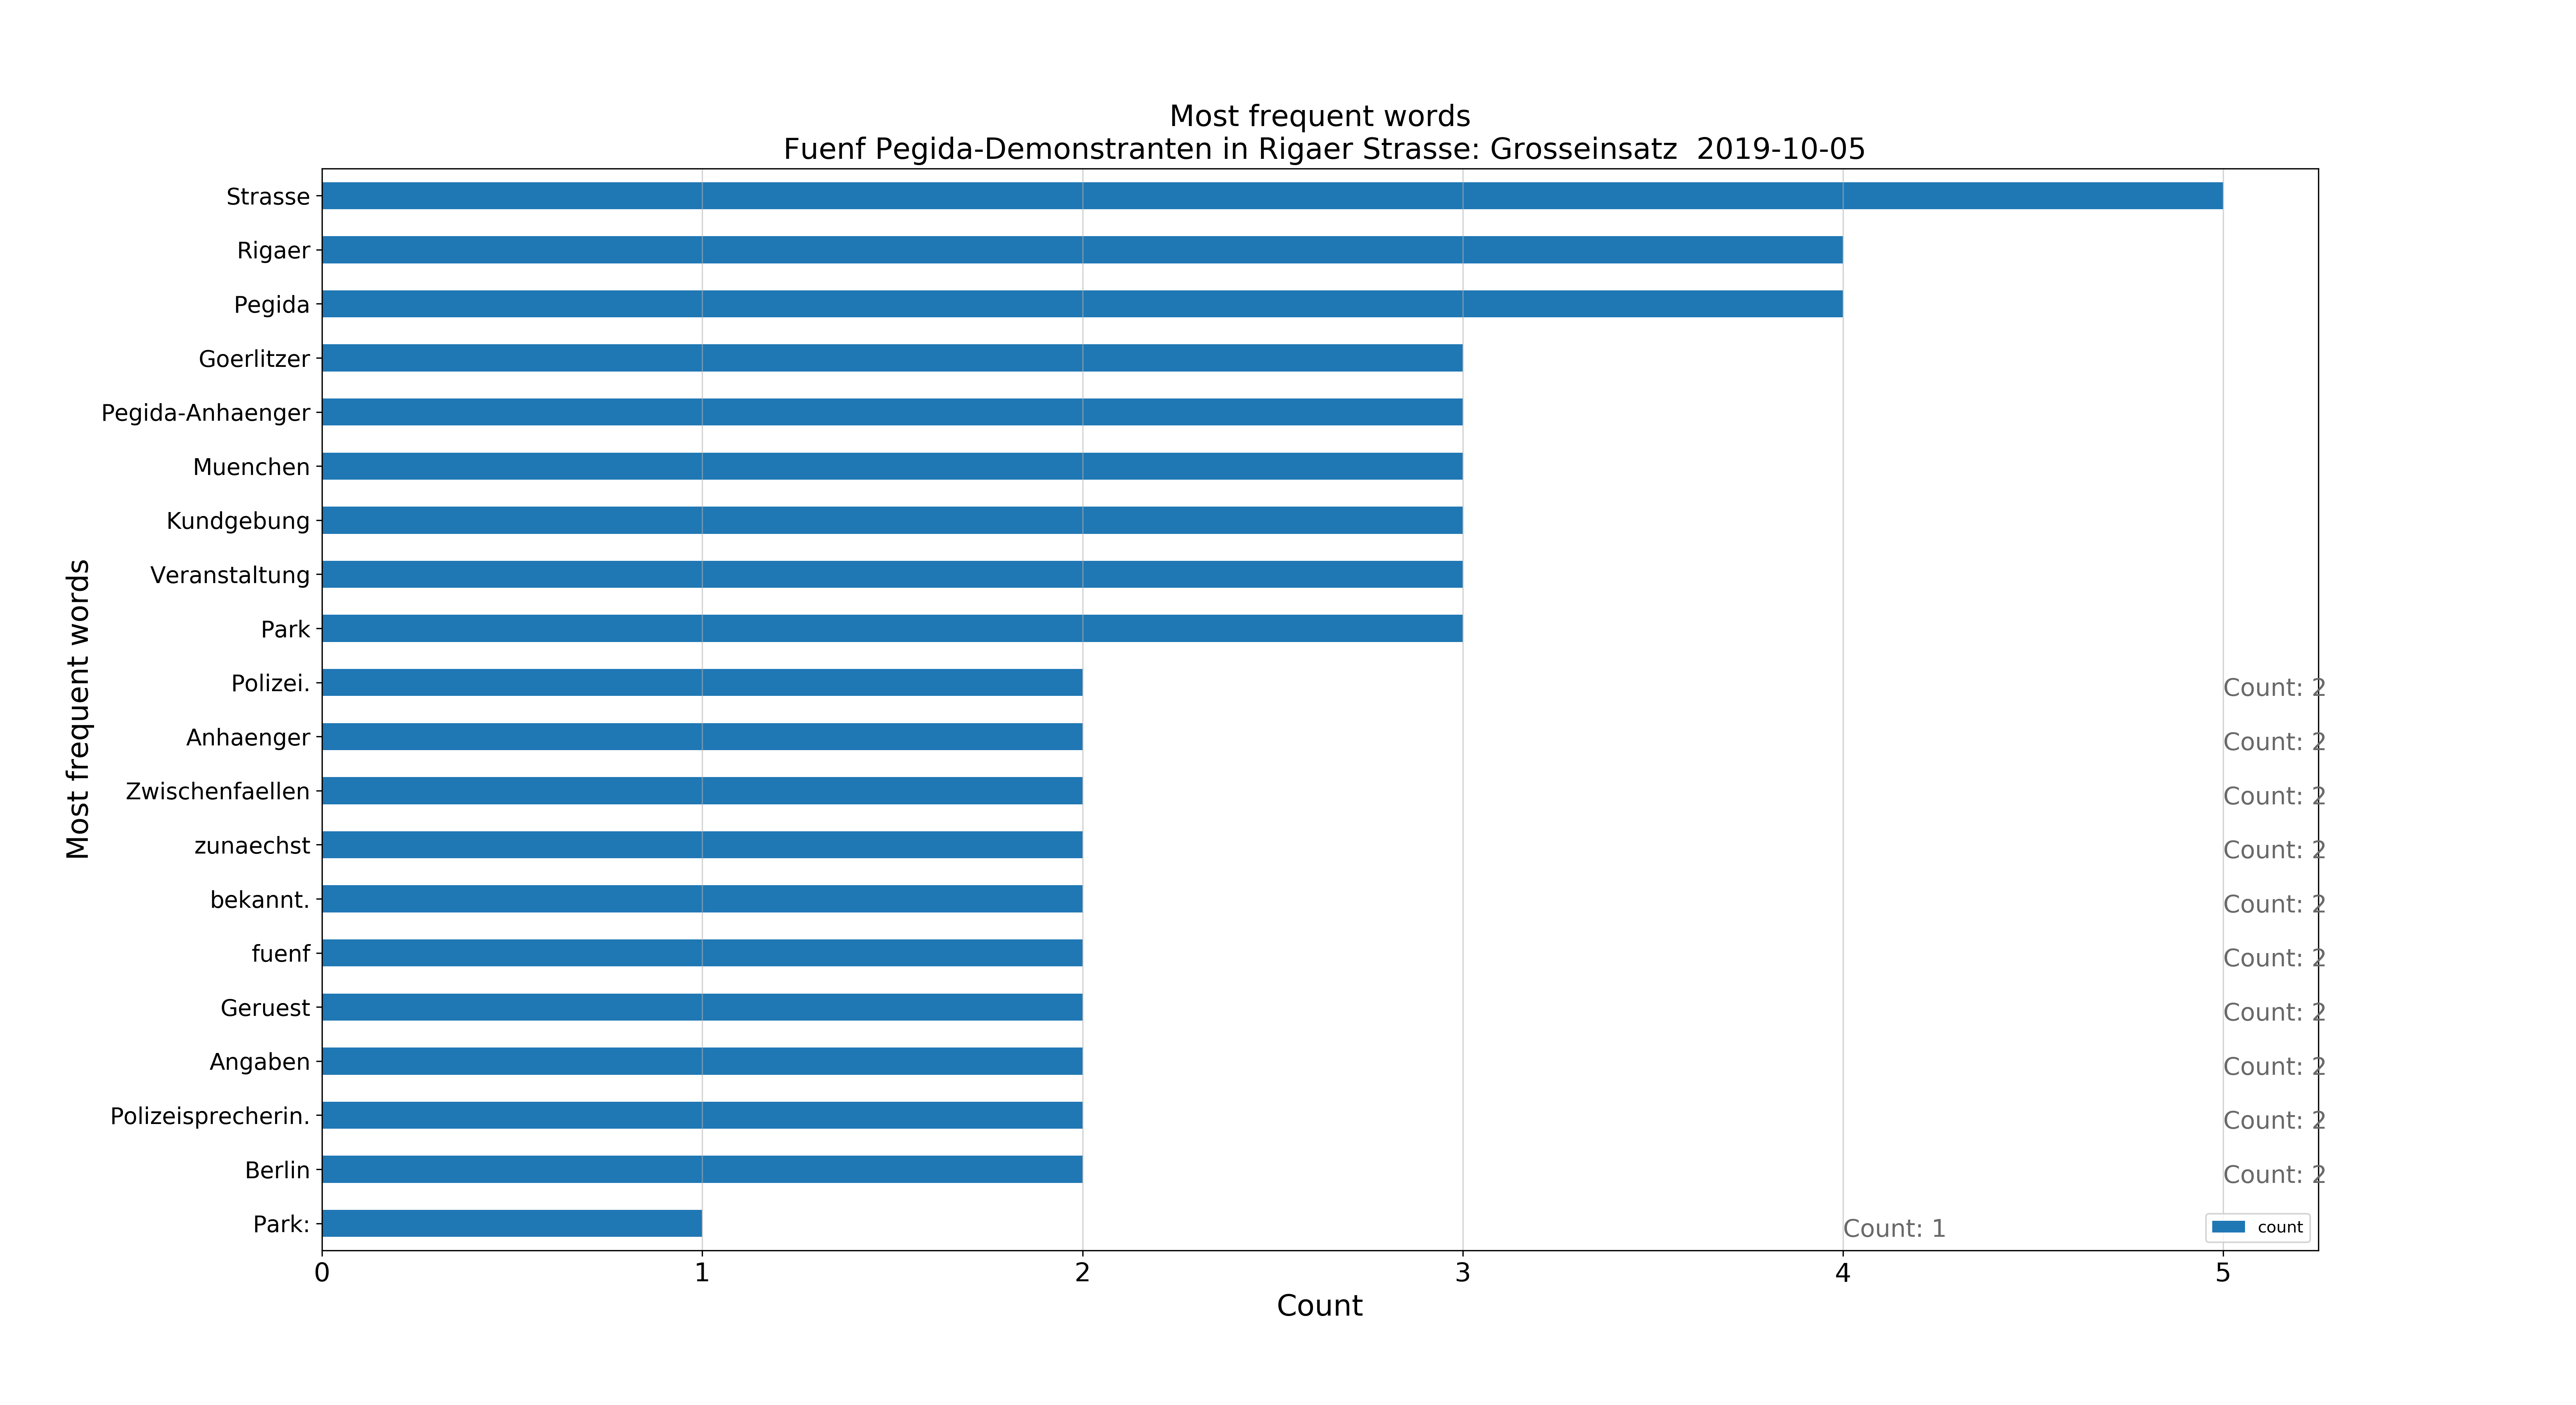 Most frequent words
Fuenf Pegida-Demonstranten in Rigaer Strasse: Grosseinsatz  2019-10-05
Most frequent words
Strasse
Rigaer
Pegida
Goerlitzer
Pegida-Anhaenger
Muenchen
Kundgebung
Veranstaltung
Park
Polizei. Count: 2
Anhaenger Count: 2
Zwischenfaellen Count: 2
zunaechst Count: 2
bekannt. Count: 2
fuenf Count: 2
Geruest Count: 2
Angaben Count: 2
Polizeisprecherin. Count: 2
Berlin Count: 2
Park: Count: 1 count
0 1 2 3 4 5
Count